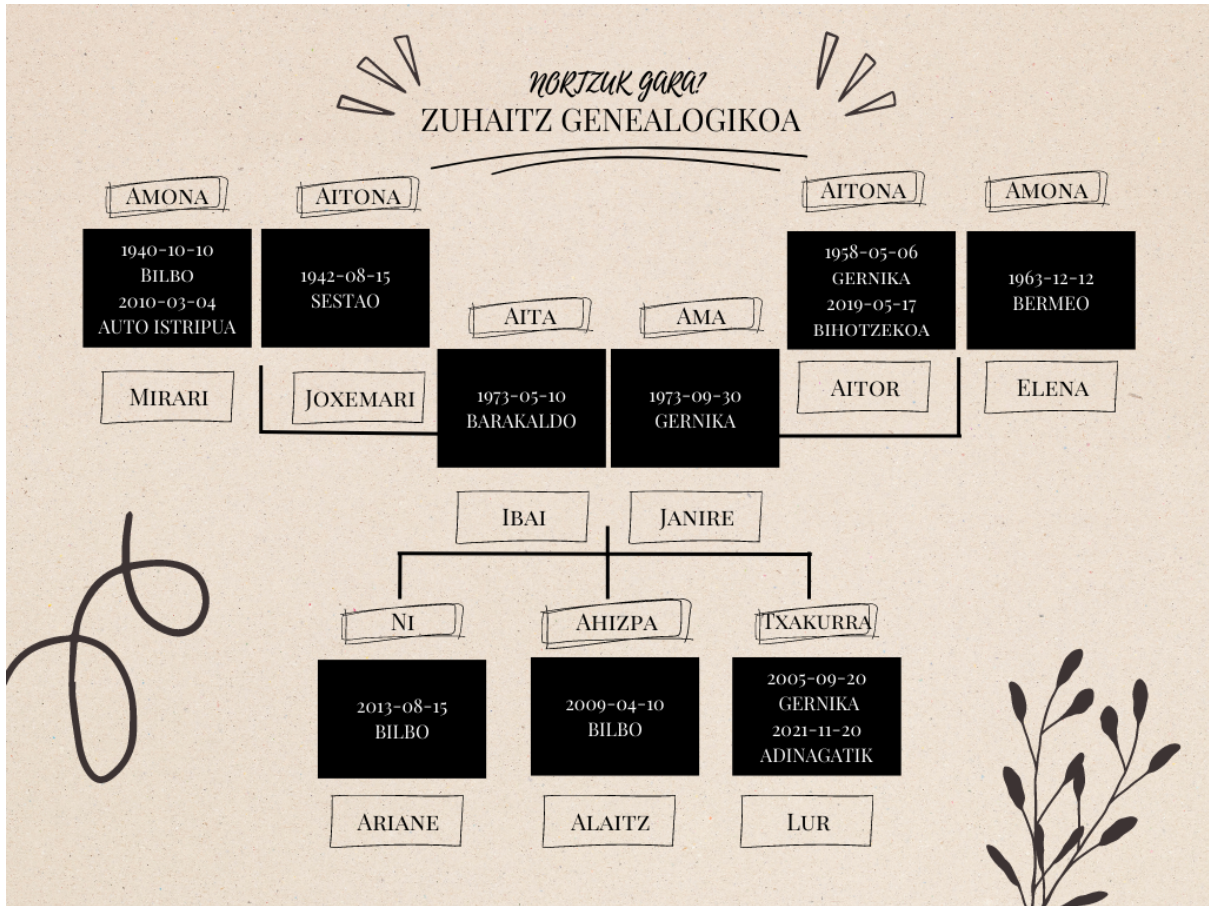 NORTZUK GARA?
ZUHAITZ GENEALOGIKOA
AMONA
1940-10-10
BILBO
2010-03-04
AUTO ISTRIPUA
MIRARI
AITONA
1942-08-15
SESTAO
JOXEMARI
AITONA
1958-05-06
GERNIKA
2019-05-17
BIHOTZEKOA
AITOR
AMONA
1963-12-12
BERMEO
ELENA
AITA
1973-05-10
BARAKALDO
IBAI
AMA
1973-09-30
GERNIKA
JANIRE
NI
2013-08-15
BILBO
ARIANE
AHIZPA
2009-04-10
BILBO
ALAITZ
TXAKURRA
2005-09-20
GERNIKA
2021-11-20
ADINAGATIK
LUR